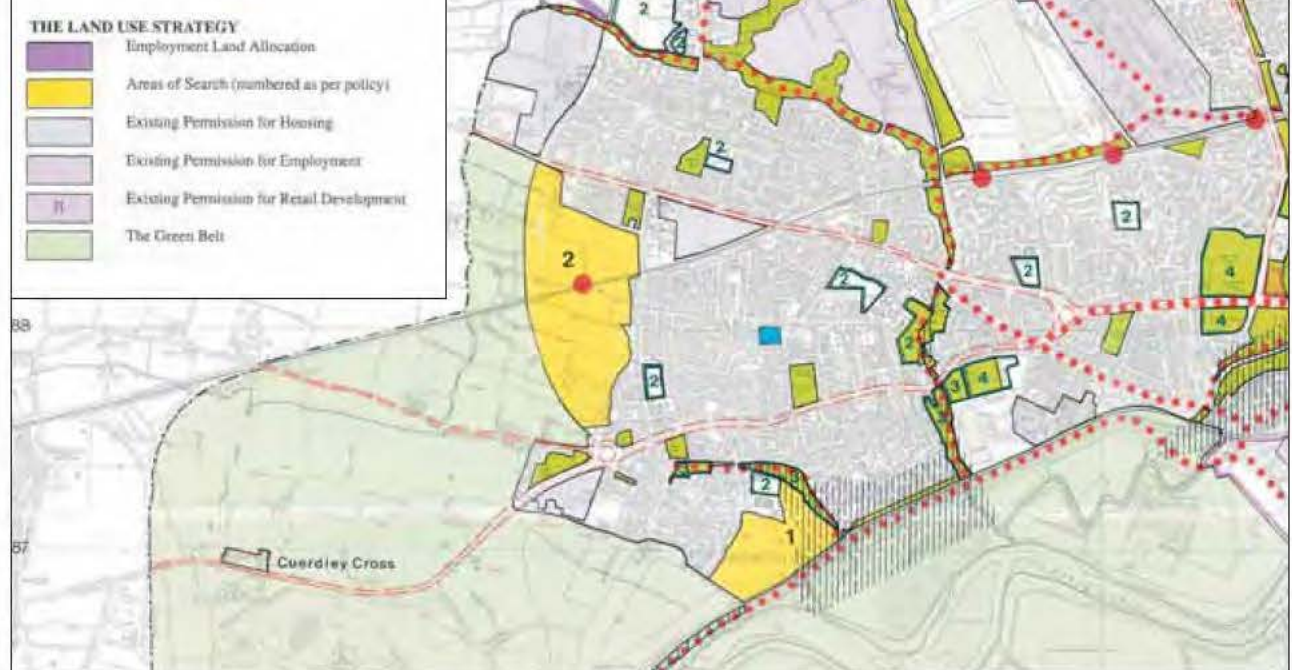 THE LAND USE STRATEGY
Employment Land Allocation
Areas of Search (numbered as per policy)
Existing Permission for Housing
Existing Permission for Employment
R
Existing Permission for Retail Development
The Green Belt
2
2
2
2
2
4
2
2
88
4
2
2
3
4
2
1
87
Cuerdley Cross